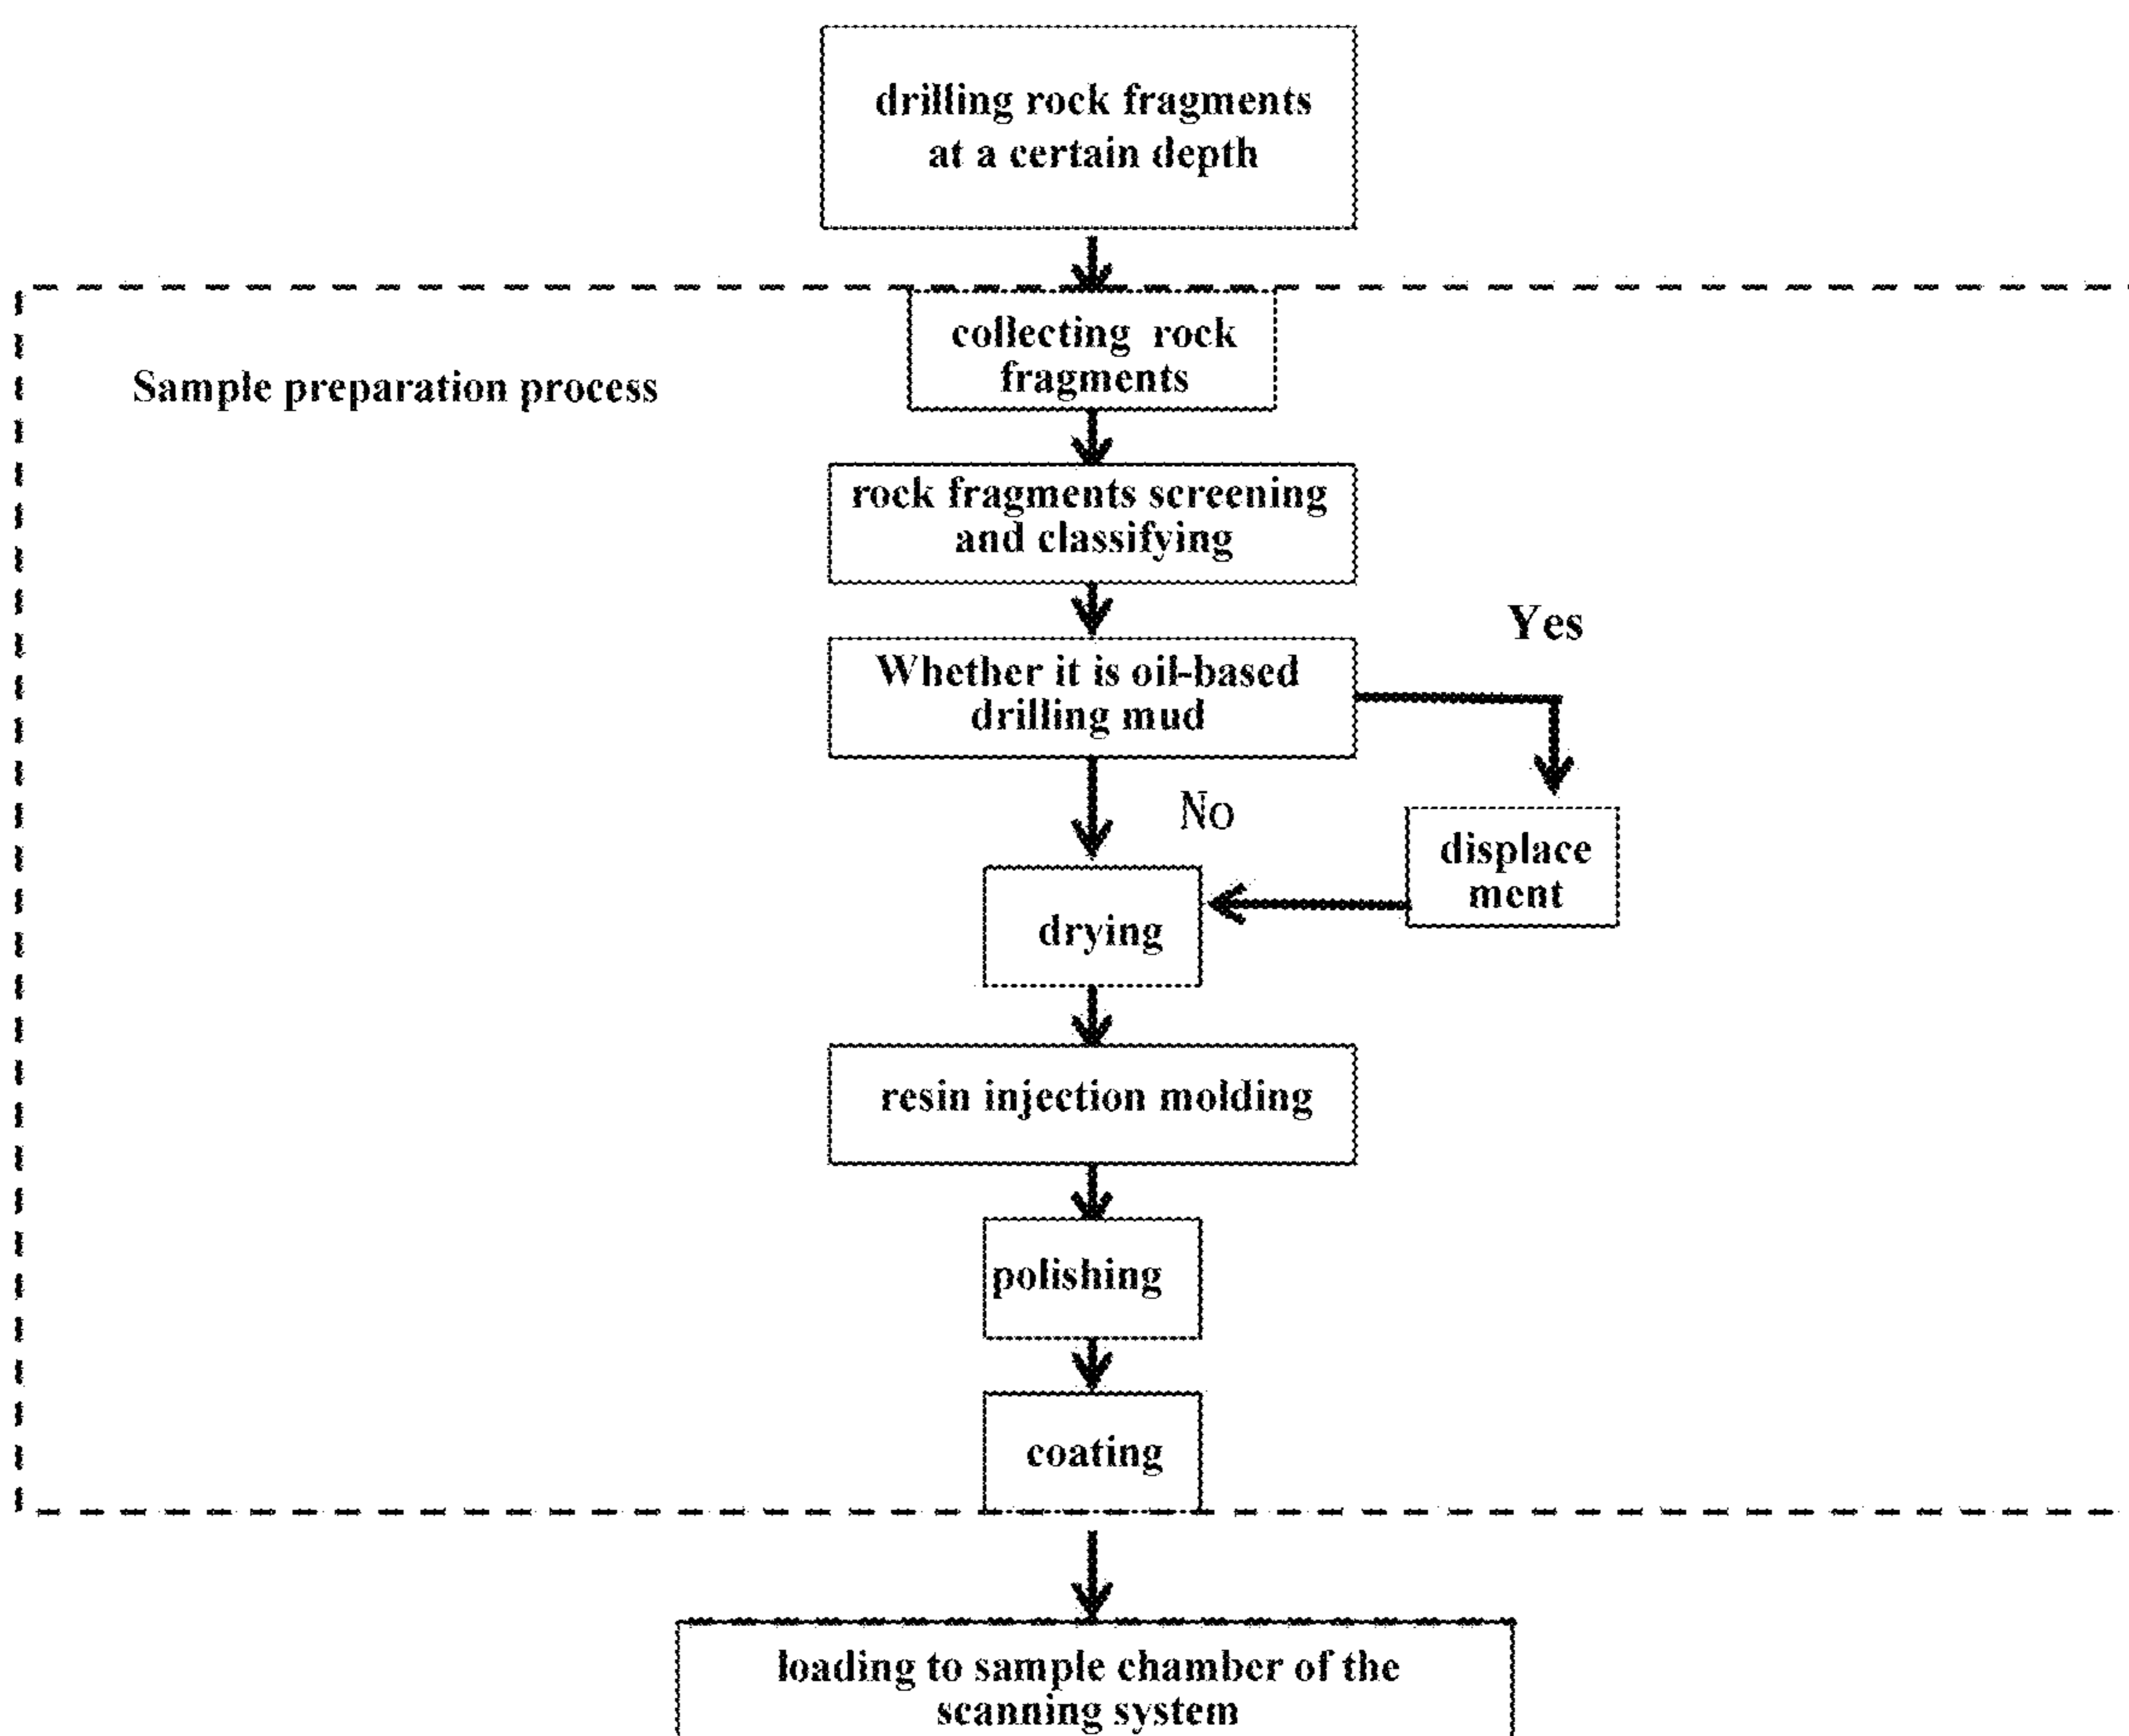 drilling rock fragments
at a certain depth
collecting rock
fragments
Sample preparation process
rock fragments screening
and classifying
Yes
Whether it is oil-based
drilling mud
No
displace
ment
drying
resin injection molding
polishing
coating
loading to sample chamber of the
scanning system